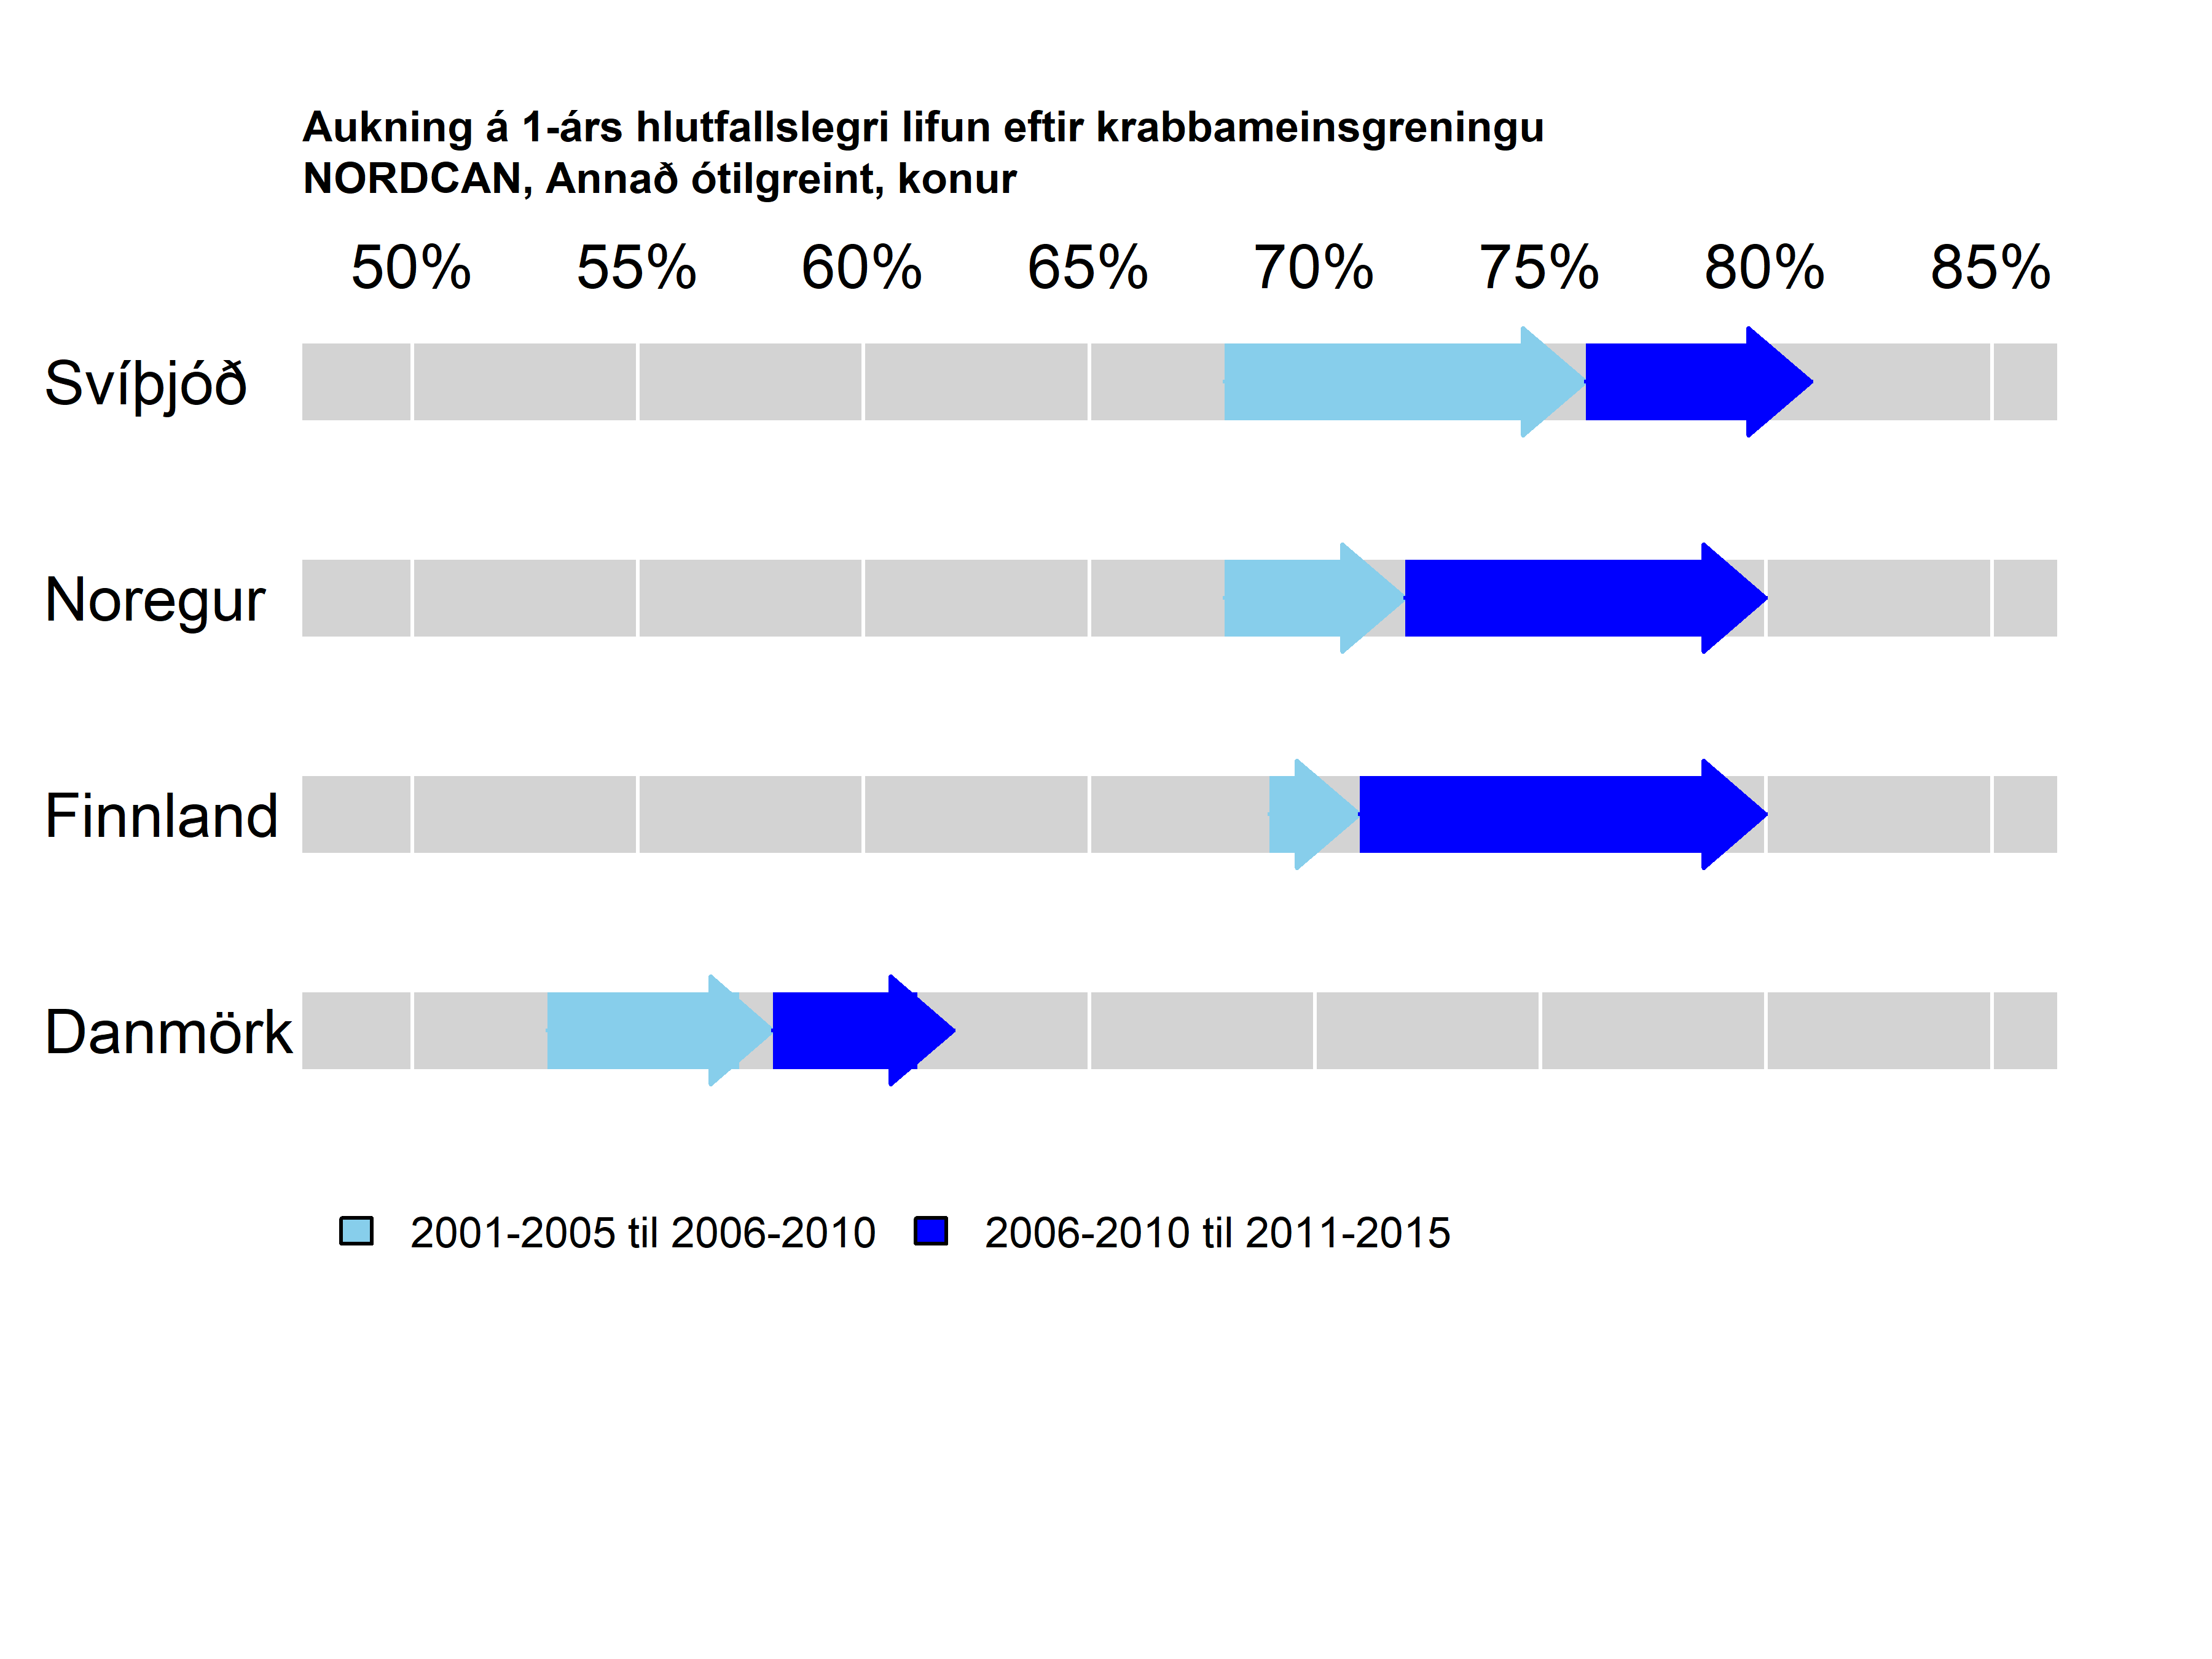 Aukning á 1-árs hlutfallslegri lifun eftir krabbameinsgreningu
NORDCAN, Annað ótilgreint, konur
50% 55% 60% 65% 70% 75% 80% 85%
Svíþjóð
Noregur
Finnland
Danmörk
2001-2005 til 2006-2010 2006-2010 til 2011-2015